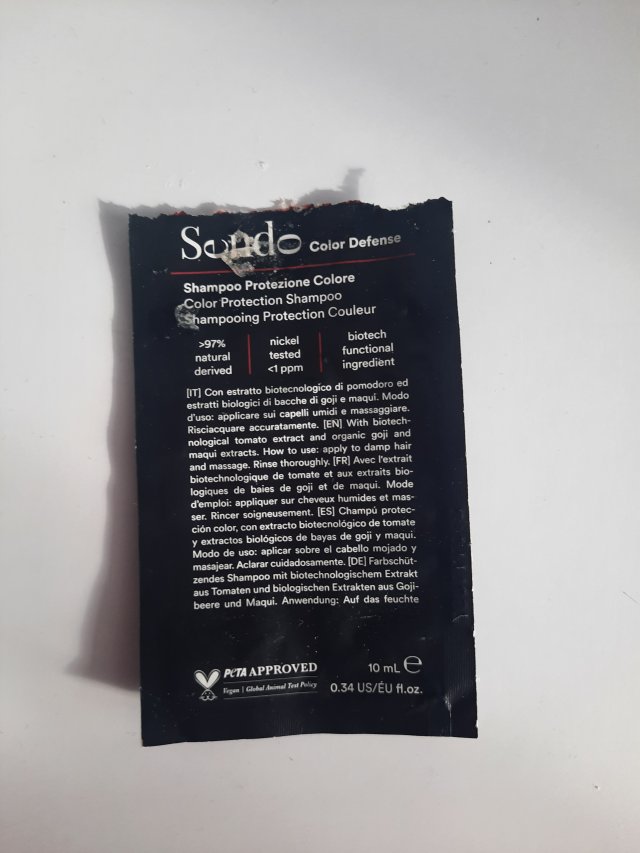 Sendo Color Defense
Shampoo Protezione Colore
Color Protection Shampoo
Shampooing Protection Couleur
>97%
natural
derived
nickel
tested
<1 ppm
biotech
functional
ingredient
[IT] Con estratto biotecnologico di pomodoro ed
estratti biologici di bacche di goji e maqui. Modo
d'uso: applicare sui capelli umidi e massaggiare.
Risciacquare accuratamente. [EN] With biotech-
nological tomato extract and organic goji and
maqui extracts. How to use: apply to damp hair
and massage. Rinse thoroughly. [FR] Avec l'extrait
biotechnologique de tomate et aux extraits bio-
logiques de baies de goji et de maqui. Mode
d'emploi: appliquer sur cheveux humides et mas-
ser. Rincer soigneusement. [ES] Champú protec-
ción color, con extracto biotecnológico de tomate
y extractos biológicos de bayas de goji y maqui.
Modo de uso: aplicar sobre el cabello mojado y
masajear. Aclarar cuidadosamente. [DE] Farbschüt-
zendes Shampoo mit biotechnologischem Extrakt
aus Tomaten und biologischen Extrakten aus Goji-
beere und Maqui. Anwendung: Auf das feuchte
PETA APPROVED
Vegan | Global Animal Test Policy
10 mL e
0.34 US/EU fl.oz.